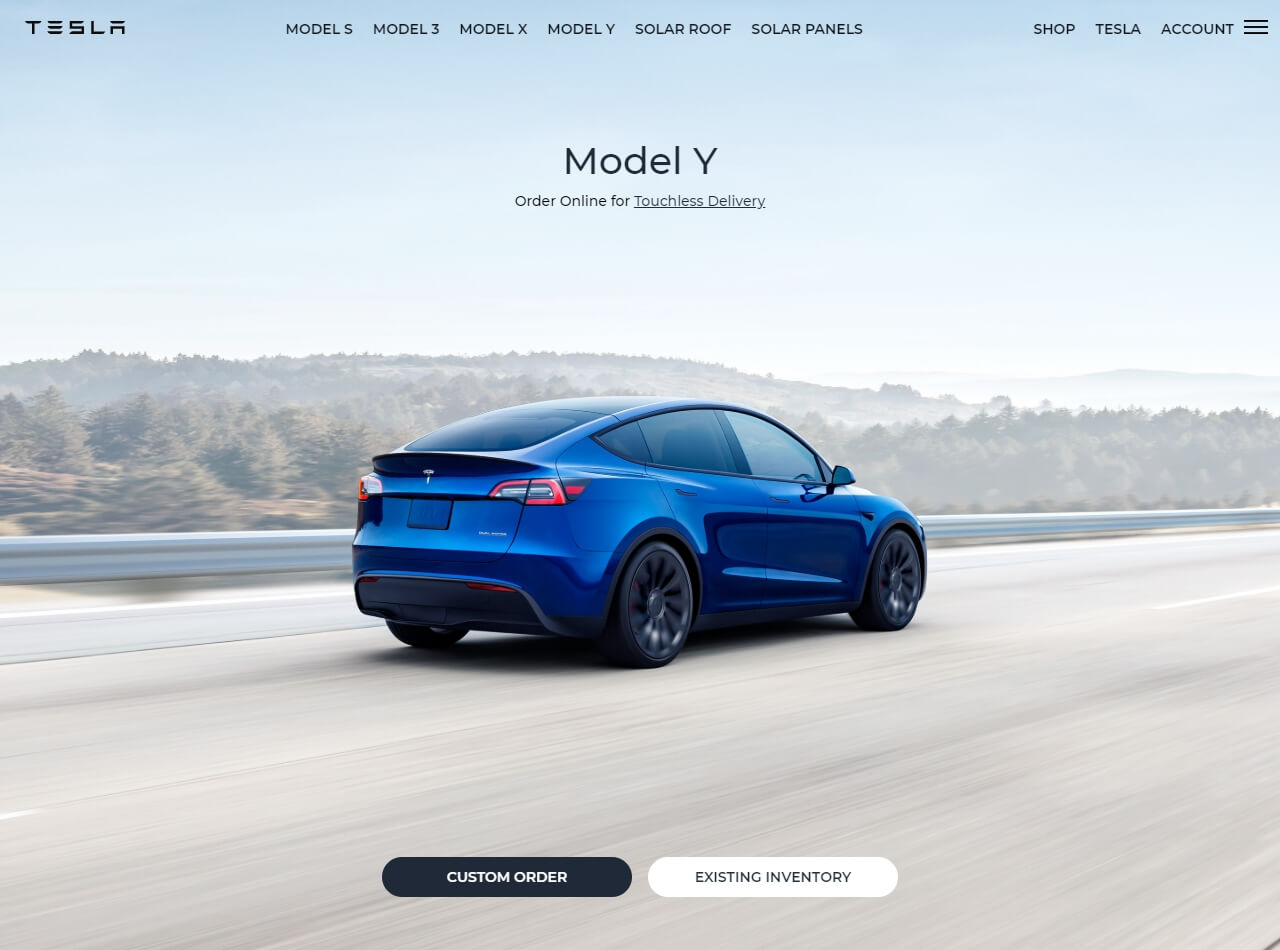 TESLA
MODEL S MODEL 3 MODEL X MODEL Y SOLAR ROOF SOLAR PANELS
SHOP TESLA ACCOUNT
Model Y
Order Online for Touchless Delivery
CUSTOM ORDER
EXISTING INVENTORY